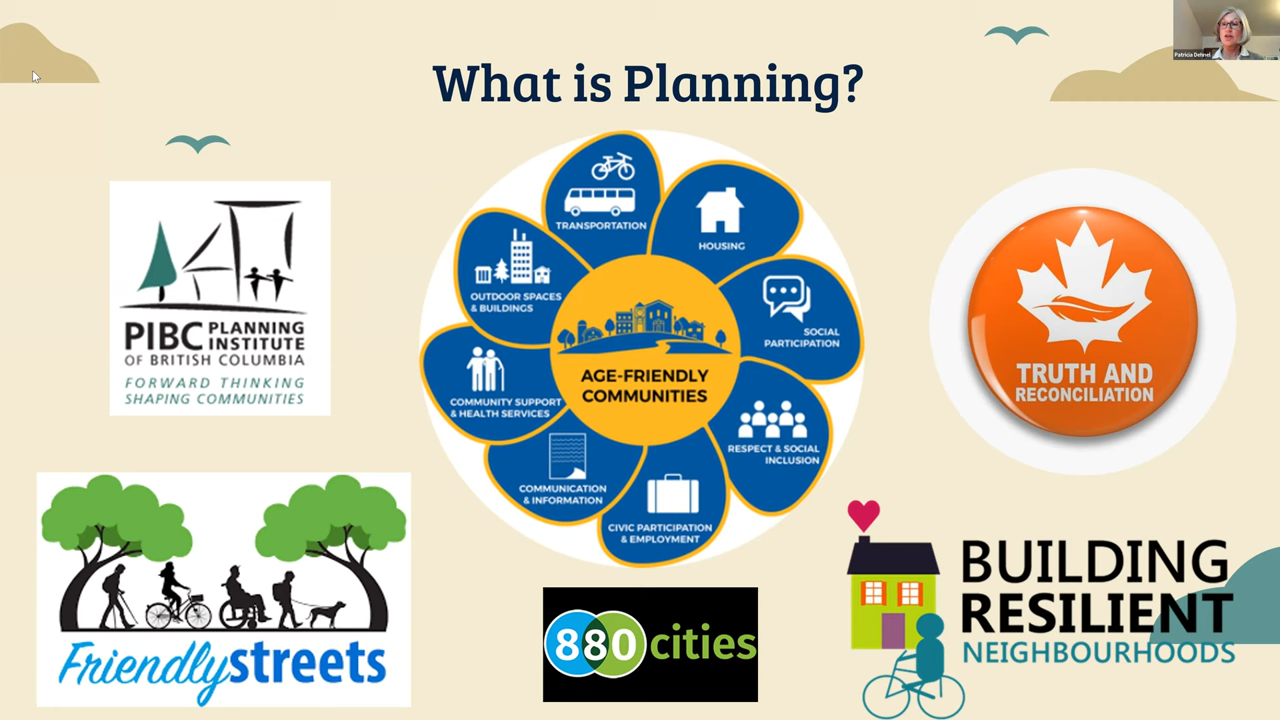 What is Planning?
Patricia Dehnel
PIBC PLANNING
INSTITUTE
OF BRITISH COLUMBIA
FORWARD THINKING
SHAPING COMMUNITIES
TRANSPORTATION
HOUSING
OUTDOOR SPACES
& BUILDINGS
SOCIAL
PARTICIPATION
AGE-FRIENDLY
COMMUNITIES
COMMUNITY SUPPORT
& HEALTH SERVICES
RESPECT & SOCIAL
INCLUSION
COMMUNICATION
& INFORMATION
CIVIC PARTICIPATION
& EMPLOYMENT
TRUTH AND
RECONCILIATION
Friendlystreets
880cities
BUILDING
RESILIENT
NEIGHBOURHOODS